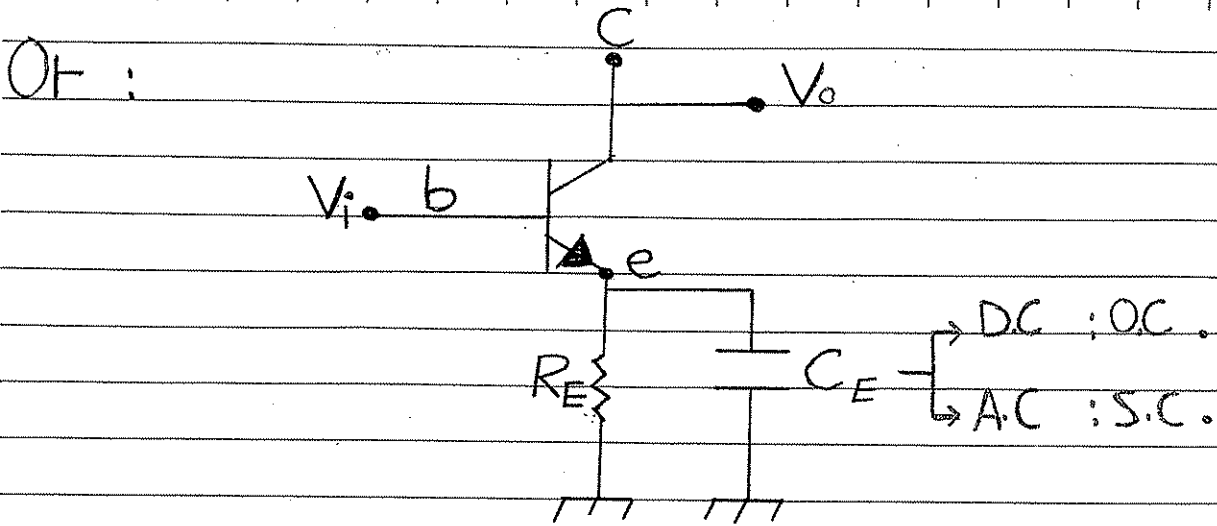 C
Or :
Vo
Vi b
e
D.C : O.C.
RE CE
A.C : S.C.